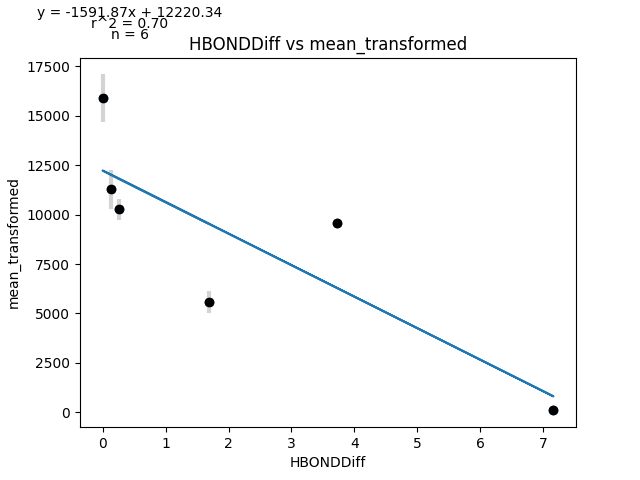 y = -1591.87x + 12220.34
r^2 = 0.70
n = 6
HBONDDiff vs mean_transformed
17500
15000
12500
10000
7500
5000
2500
0
mean_transformed
0 1 2 3 4 5 6 7
HBONDDiff